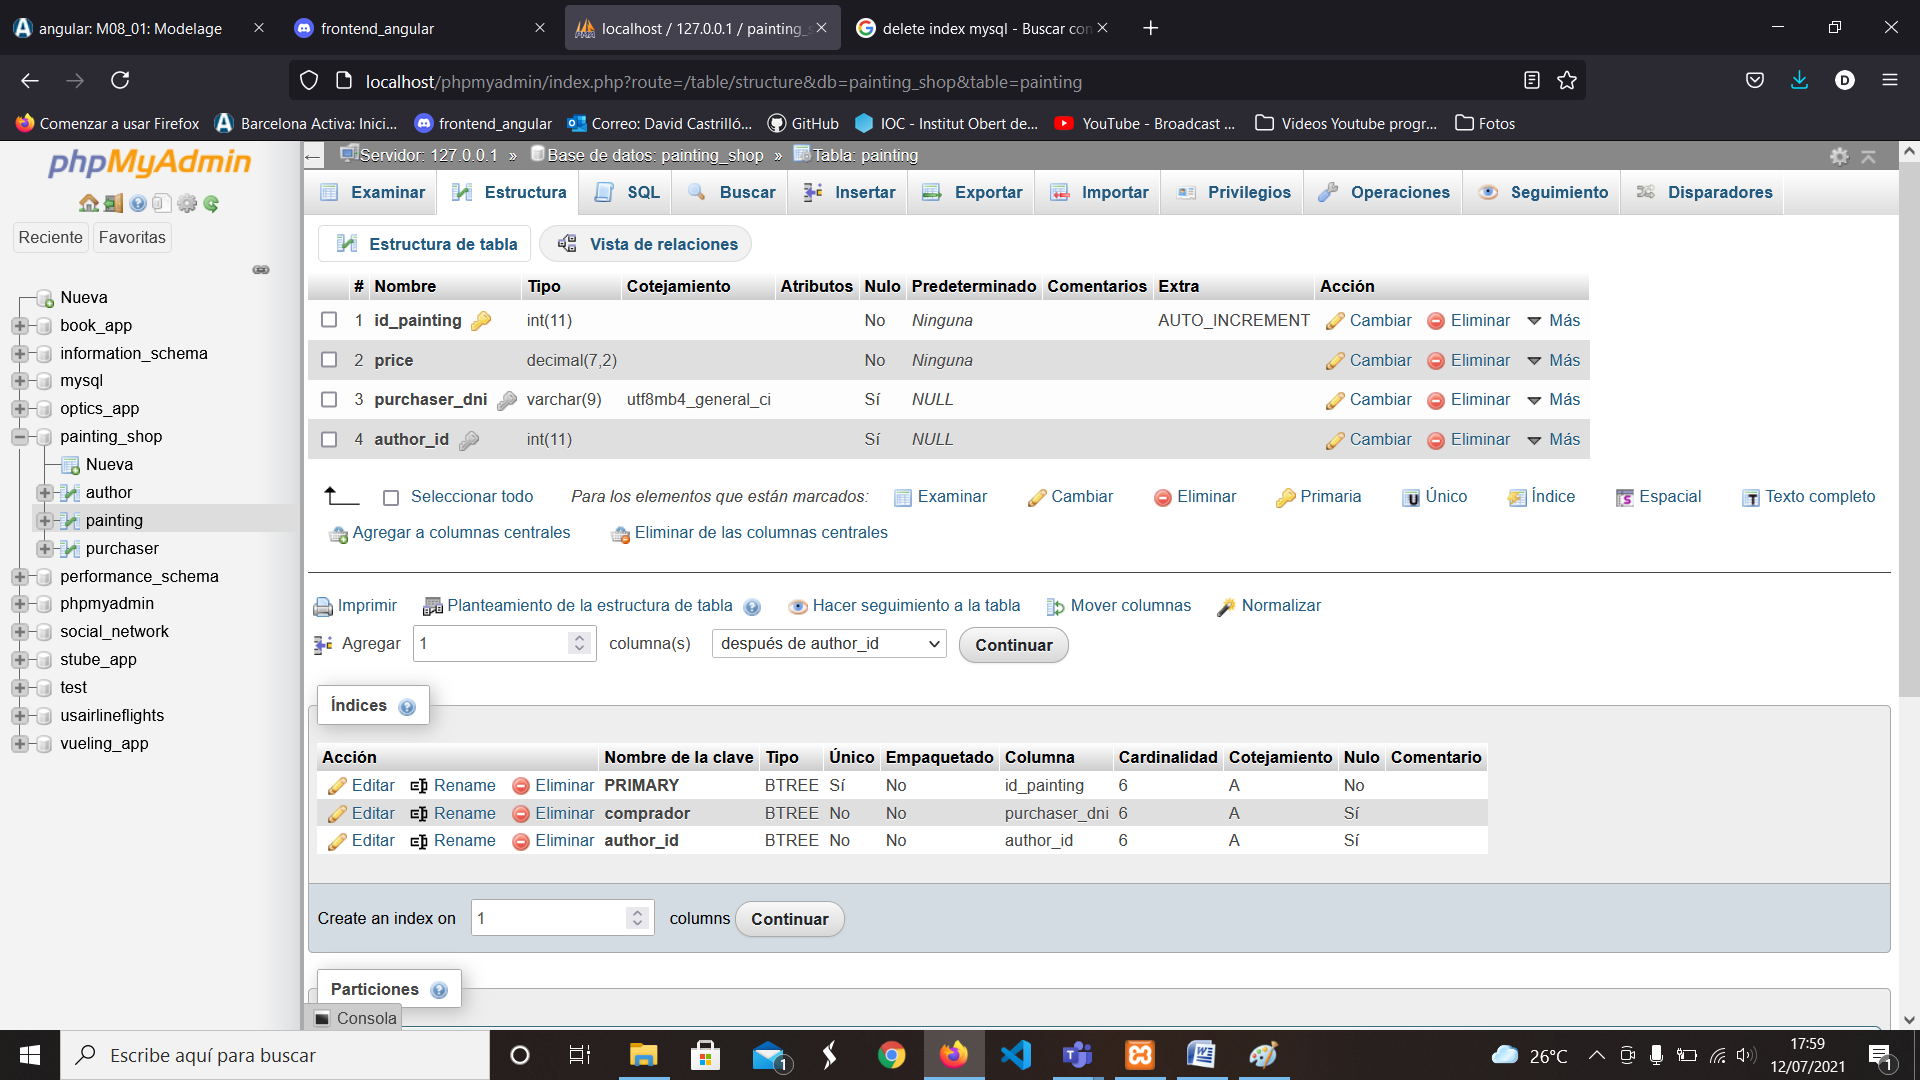 angular: M08_01: Modelage
frontend_angular
localhost / 127.0.0.1 / painting_s
delete index mysql - Buscar con
localhost/phpmyadmin/index.php?route=/table/structure&db=painting_shop&table=painting
D
Comenzar a usar Firefox
Barcelona Activa: Inici...
frontend_angular
Correo: David Castrilló...
GitHub
IOC - Institut Obert de...
YouTube - Broadcast ...
Videos Youtube progr...
Fotos
phpMyAdmin
Reciente
Favoritas
Nueva
book_app
information_schema
mysql
optics_app
painting_shop
Nueva
author
painting
purchaser
performance_schema
phpmyadmin
social_network
stube_app
test
usairlineflights
vueling_app
Servidor: 127.0.0.1 » Base de datos: painting_shop » Tabla: painting
Examinar Estructura SQL Buscar Insertar Exportar Importar Privilegios Operaciones Seguimiento Disparadores
Estructura de tabla Vista de relaciones
# Nombre Tipo Cotejamiento Atributos Nulo Predeterminado Comentarios Extra Acción
1 id_painting int(11) No Ninguna AUTO_INCREMENT Cambiar Eliminar Más
2 price decimal(7,2) No Ninguna Cambiar Eliminar Más
3 purchaser_dni varchar(9) utf8mb4_general_ci Sí NULL Cambiar Eliminar Más
4 author_id int(11) Sí NULL Cambiar Eliminar Más
Seleccionar todo Para los elementos que están marcados: Examinar Cambiar Eliminar Primaria Único Índice Espacial Texto completo
Agregar a columnas centrales Eliminar de las columnas centrales
Imprimir Planteamiento de la estructura de tabla Hacer seguimiento a la tabla Mover columnas Normalizar
Agregar 1 columna(s) después de author_id Continuar
Índices
Acción Nombre de la clave Tipo Único Empaquetado Columna Cardinalidad Cotejamiento Nulo Comentario
Editar Rename Eliminar PRIMARY BTREE Sí No id_painting 6 A No
Editar Rename Eliminar comprador BTREE No No purchaser_dni 6 A Sí
Editar Rename Eliminar author_id BTREE No No author_id 6 A Sí
Create an index on 1 columns Continuar
Particiones
Consola
Escribe aquí para buscar
1
26°C
17:59
12/07/2021
1